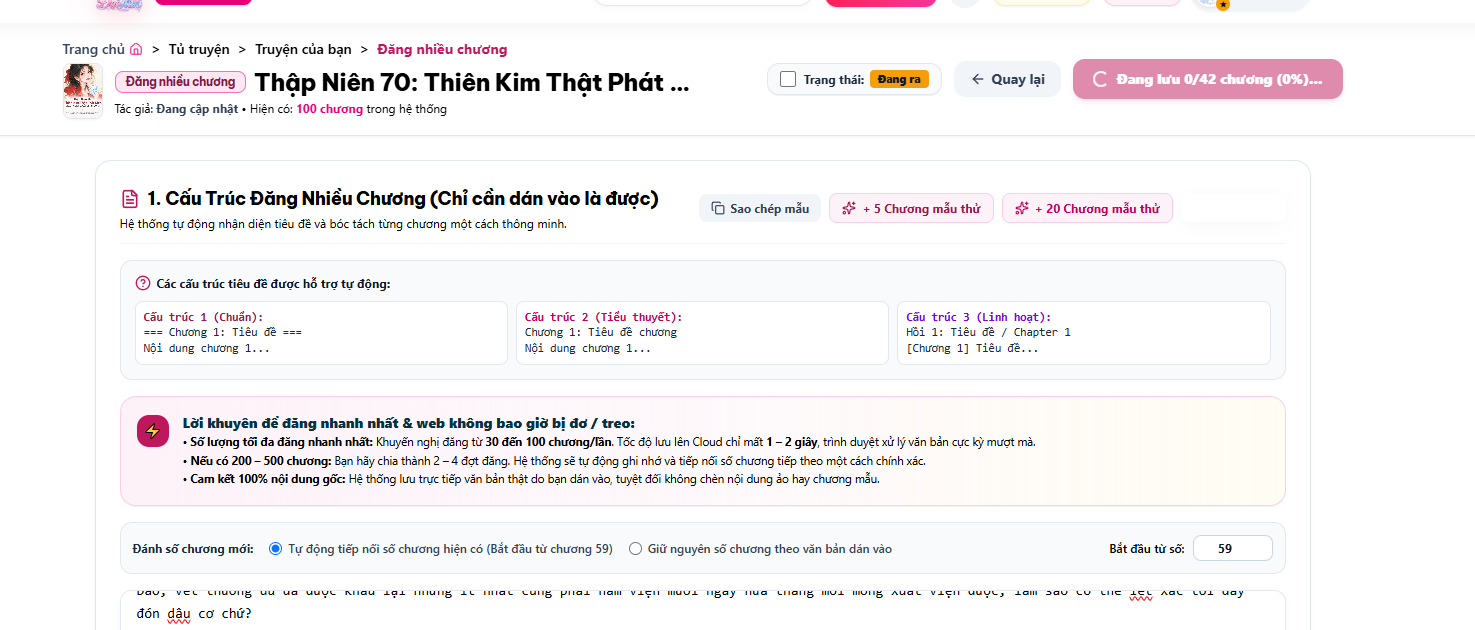 Trang chủ > Tủ truyện > Truyện của bạn > Đăng nhiều chương
Đăng nhiều chương Thập Niên 70: Thiên Kim Thật Phát ...
Trạng thái: Đang ra
Quay lại
Đang lưu 0/42 chương (0%)...
Tác giả: Đang cập nhật • Hiện có: 100 chương trong hệ thống
1. Cấu Trúc Đăng Nhiều Chương (Chỉ cần dán vào là được)
Hệ thống tự động nhận diện tiêu đề và bóc tách từng chương một cách thông minh.
Sao chép mẫu
+ 5 Chương mẫu thử
+ 20 Chương mẫu thử
Các cấu trúc tiêu đề được hỗ trợ tự động:
Cấu trúc 1 (Chuẩn):
=== Chương 1: Tiêu đề ===
Nội dung chương 1...
Cấu trúc 2 (Tiểu thuyết):
Chương 1: Tiêu đề chương
Nội dung chương 1...
Cấu trúc 3 (Linh hoạt):
Hồi 1: Tiêu đề / Chapter 1
[Chương 1] Tiêu đề...
Lời khuyên để đăng nhanh nhất & web không bao giờ bị đơ / treo:
• Số lượng tối đa đăng nhanh nhất: Khuyến nghị đăng từ 30 đến 100 chương/lần. Tốc độ lưu lên Cloud chỉ mất 1 – 2 giây, trình duyệt xử lý văn bản cực kỳ mượt mà.
• Nếu có 200 – 500 chương: Bạn hãy chia thành 2 – 4 đợt đăng. Hệ thống sẽ tự động ghi nhớ và tiếp nối số chương tiếp theo một cách chính xác.
• Cam kết 100% nội dung gốc: Hệ thống lưu trực tiếp văn bản thật do bạn dán vào, tuyệt đối không chèn nội dung ảo hay chương mẫu.
Đánh số chương mới:
Tự động tiếp nối số chương hiện có (Bắt đầu từ chương 59)
Giữ nguyên số chương theo văn bản dán vào
Bắt đầu từ số: 59
đón dâu cơ chứ?